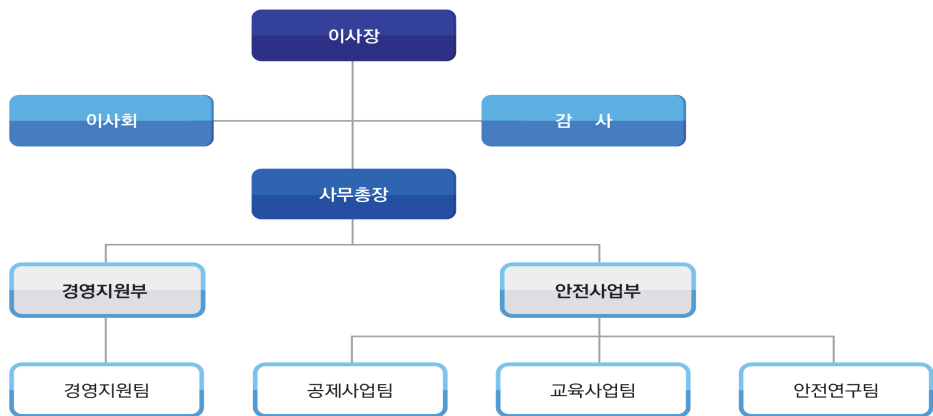 이사장
이사회
감 사
사무총장
경영지원부
안전사업부
경영지원팀
공제사업팀
교육사업팀
안전연구팀